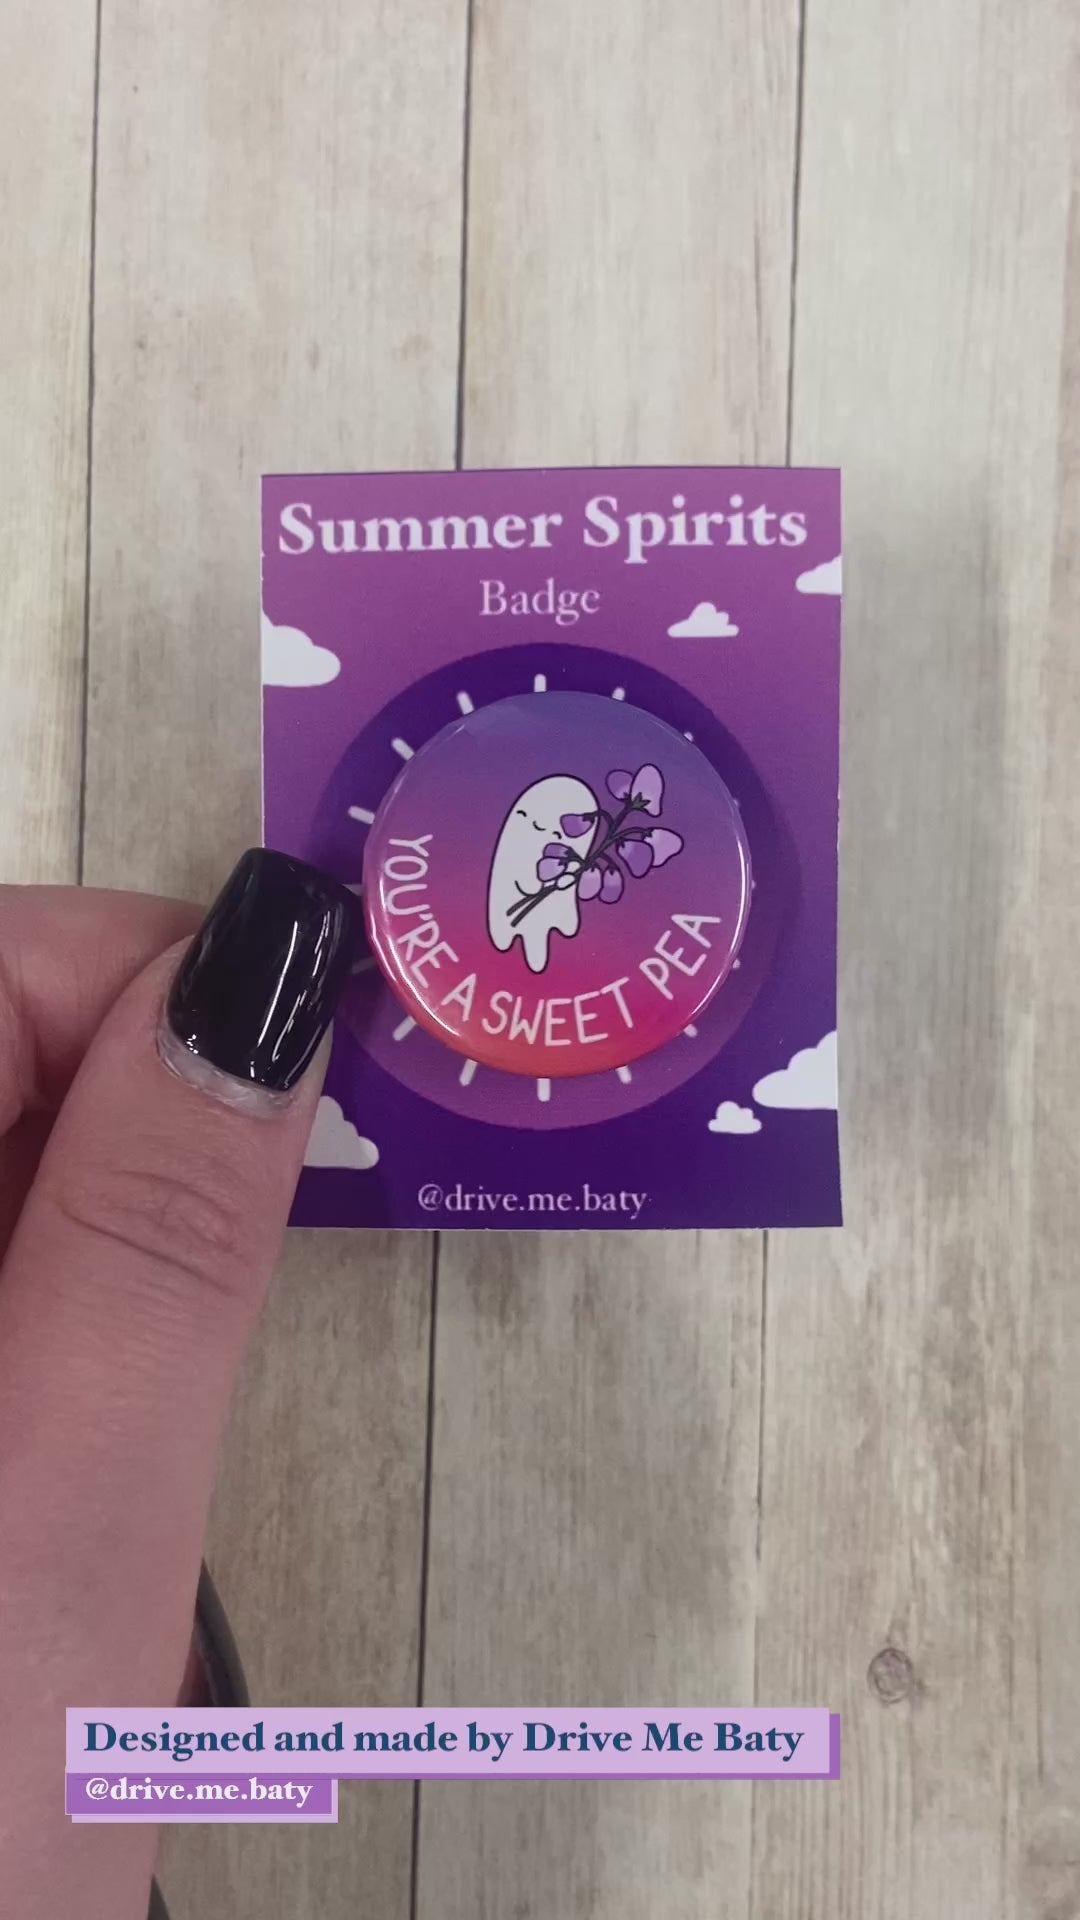 Summer Spirits
Badge
YOU'RE A SWEET PEA
@drive.me.baty
Designed and made by Drive Me Baty
@drive.me.baty